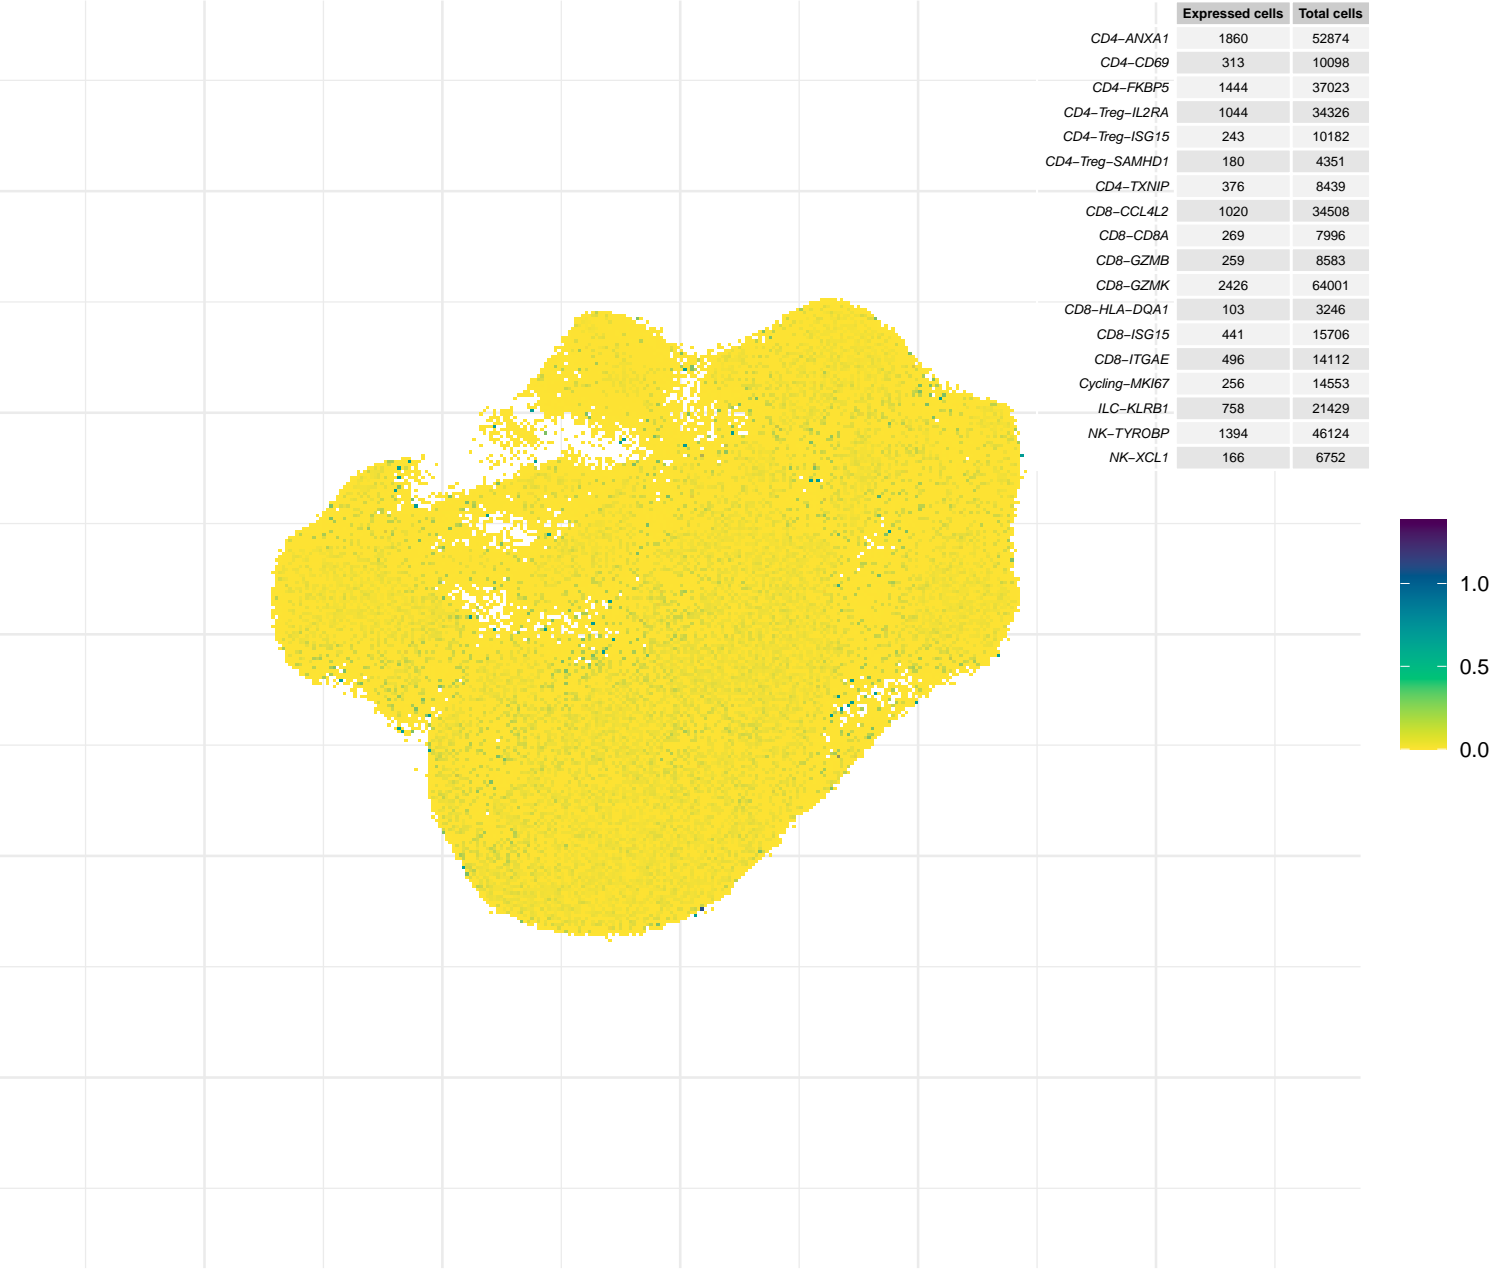 Expressed cells Total cells
CD4−ANXA1 1860 52874
CD4−CD69 313 10098
CD4−FKBP5 1444 37023
CD4−Treg−IL2RA 1044 34326
CD4−Treg−ISG15 243 10182
CD4−Treg−SAMHD1 180 4351
CD4−TXNIP 376 8439
CD8−CCL4L2 1020 34508
CD8−CD8A 269 7996
CD8−GZMB 259 8583
CD8−GZMK 2426 64001
CD8−HLA−DQA1 103 3246
CD8−ISG15 441 15706
CD8−ITGAE 496 14112
Cycling−MKI67 256 14553
ILC−KLRB1 758 21429
NK−TYROBP 1394 46124
NK−XCL1 166 6752
1.0
0.5
0.0